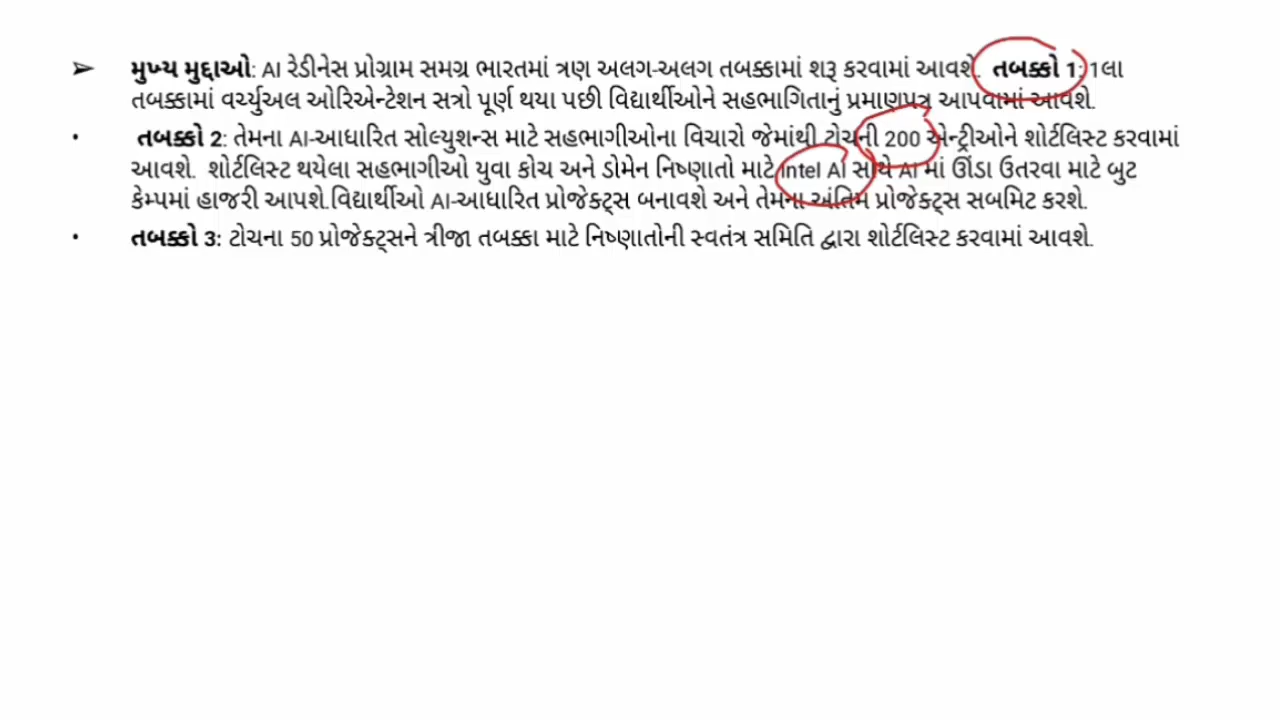 ➢ મુખ્ય મુદ્દાઓ: AI રેડીનેસ પ્રોગ્રામ સમગ્ર ભારતમાં ત્રણ અલગ-અલગ તબક્કામાં શરૂ કરવામાં આવશે. તબક્કો 1: 1લા
તબક્કામાં વર્ચ્યુઅલ ઓરિએન્ટેશન સત્રો પૂર્ણ થયા પછી વિદ્યાર્થીઓને સહભાગિતાનું પ્રમાણપત્ર આપવામાં આવશે.
• તબક્કો 2: તેમના AI-આધારિત સોલ્યુશન્સ માટે સહભાગીઓના વિચારો જેમાંથી ટોચની 200 એન્ટ્રીઓને શોર્ટલિસ્ટ કરવામાં
આવશે. શોર્ટલિસ્ટ થયેલા સહભાગીઓ યુવા કોચ અને ડોમેન નિષ્ણાતો માટે Intel AI સાથે AI માં ઊંડા ઉતરવા માટે બુટ
કેમ્પમાં હાજરી આપશે.વિદ્યાર્થીઓ AI-આધારિત પ્રોજેક્ટ્સ બનાવશે અને તેમના અંતિમ પ્રોજેક્ટ્સ સબમિટ કરશે.
• તબક્કો 3: ટોચના 50 પ્રોજેક્ટ્સને ત્રીજા તબક્કા માટે નિષ્ણાતોની સ્વતંત્ર સમિતિ દ્વારા શોર્ટલિસ્ટ કરવામાં આવશે.